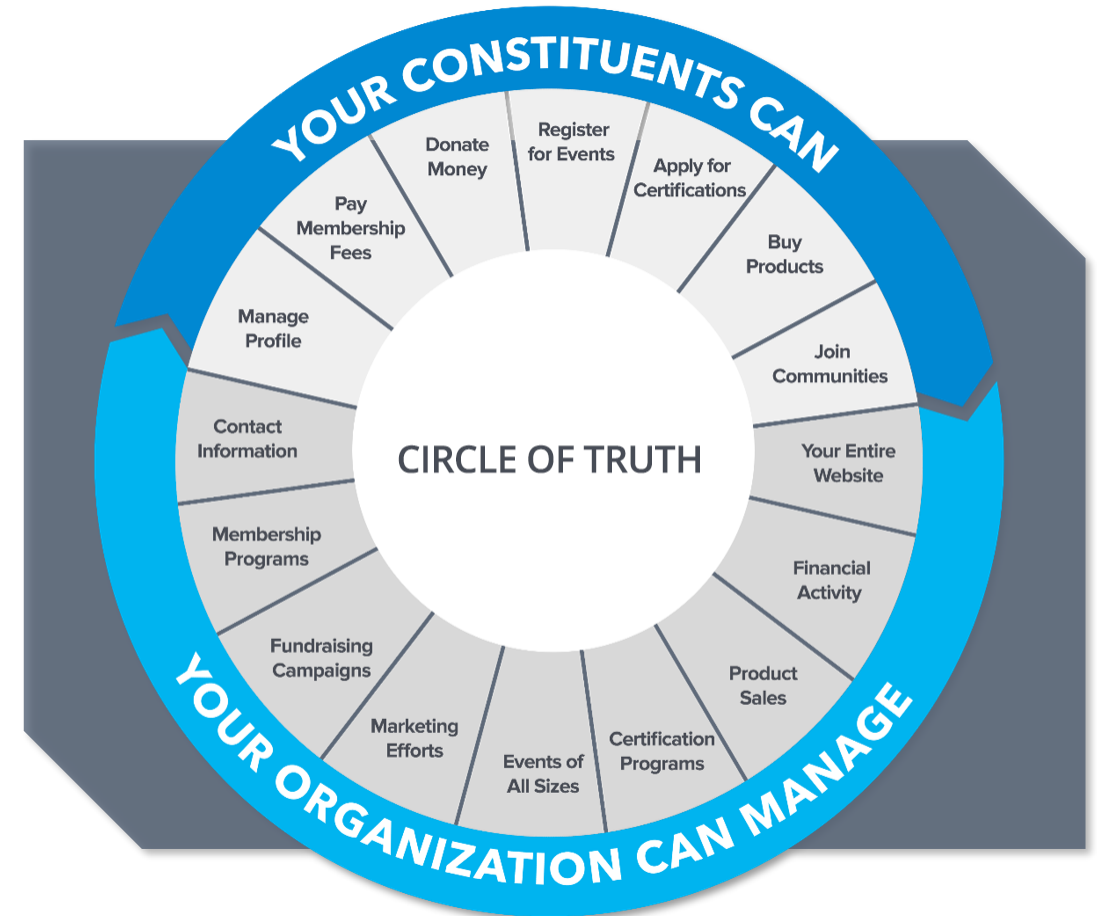 YOUR CONSTITUENTS CAN
Manage
Profile
Pay
Membership
Fees
Donate
Money
Register
for Events
Apply for
Certifications
Buy
Products
Join
Communities
CIRCLE OF TRUTH
Your Entire
Website
Financial
Activity
Product
Sales
Certification
Programs
Events of
All Sizes
Marketing
Efforts
Fundraising
Campaigns
Membership
Programs
Contact
Information
YOUR ORGANIZATION CAN MANAGE